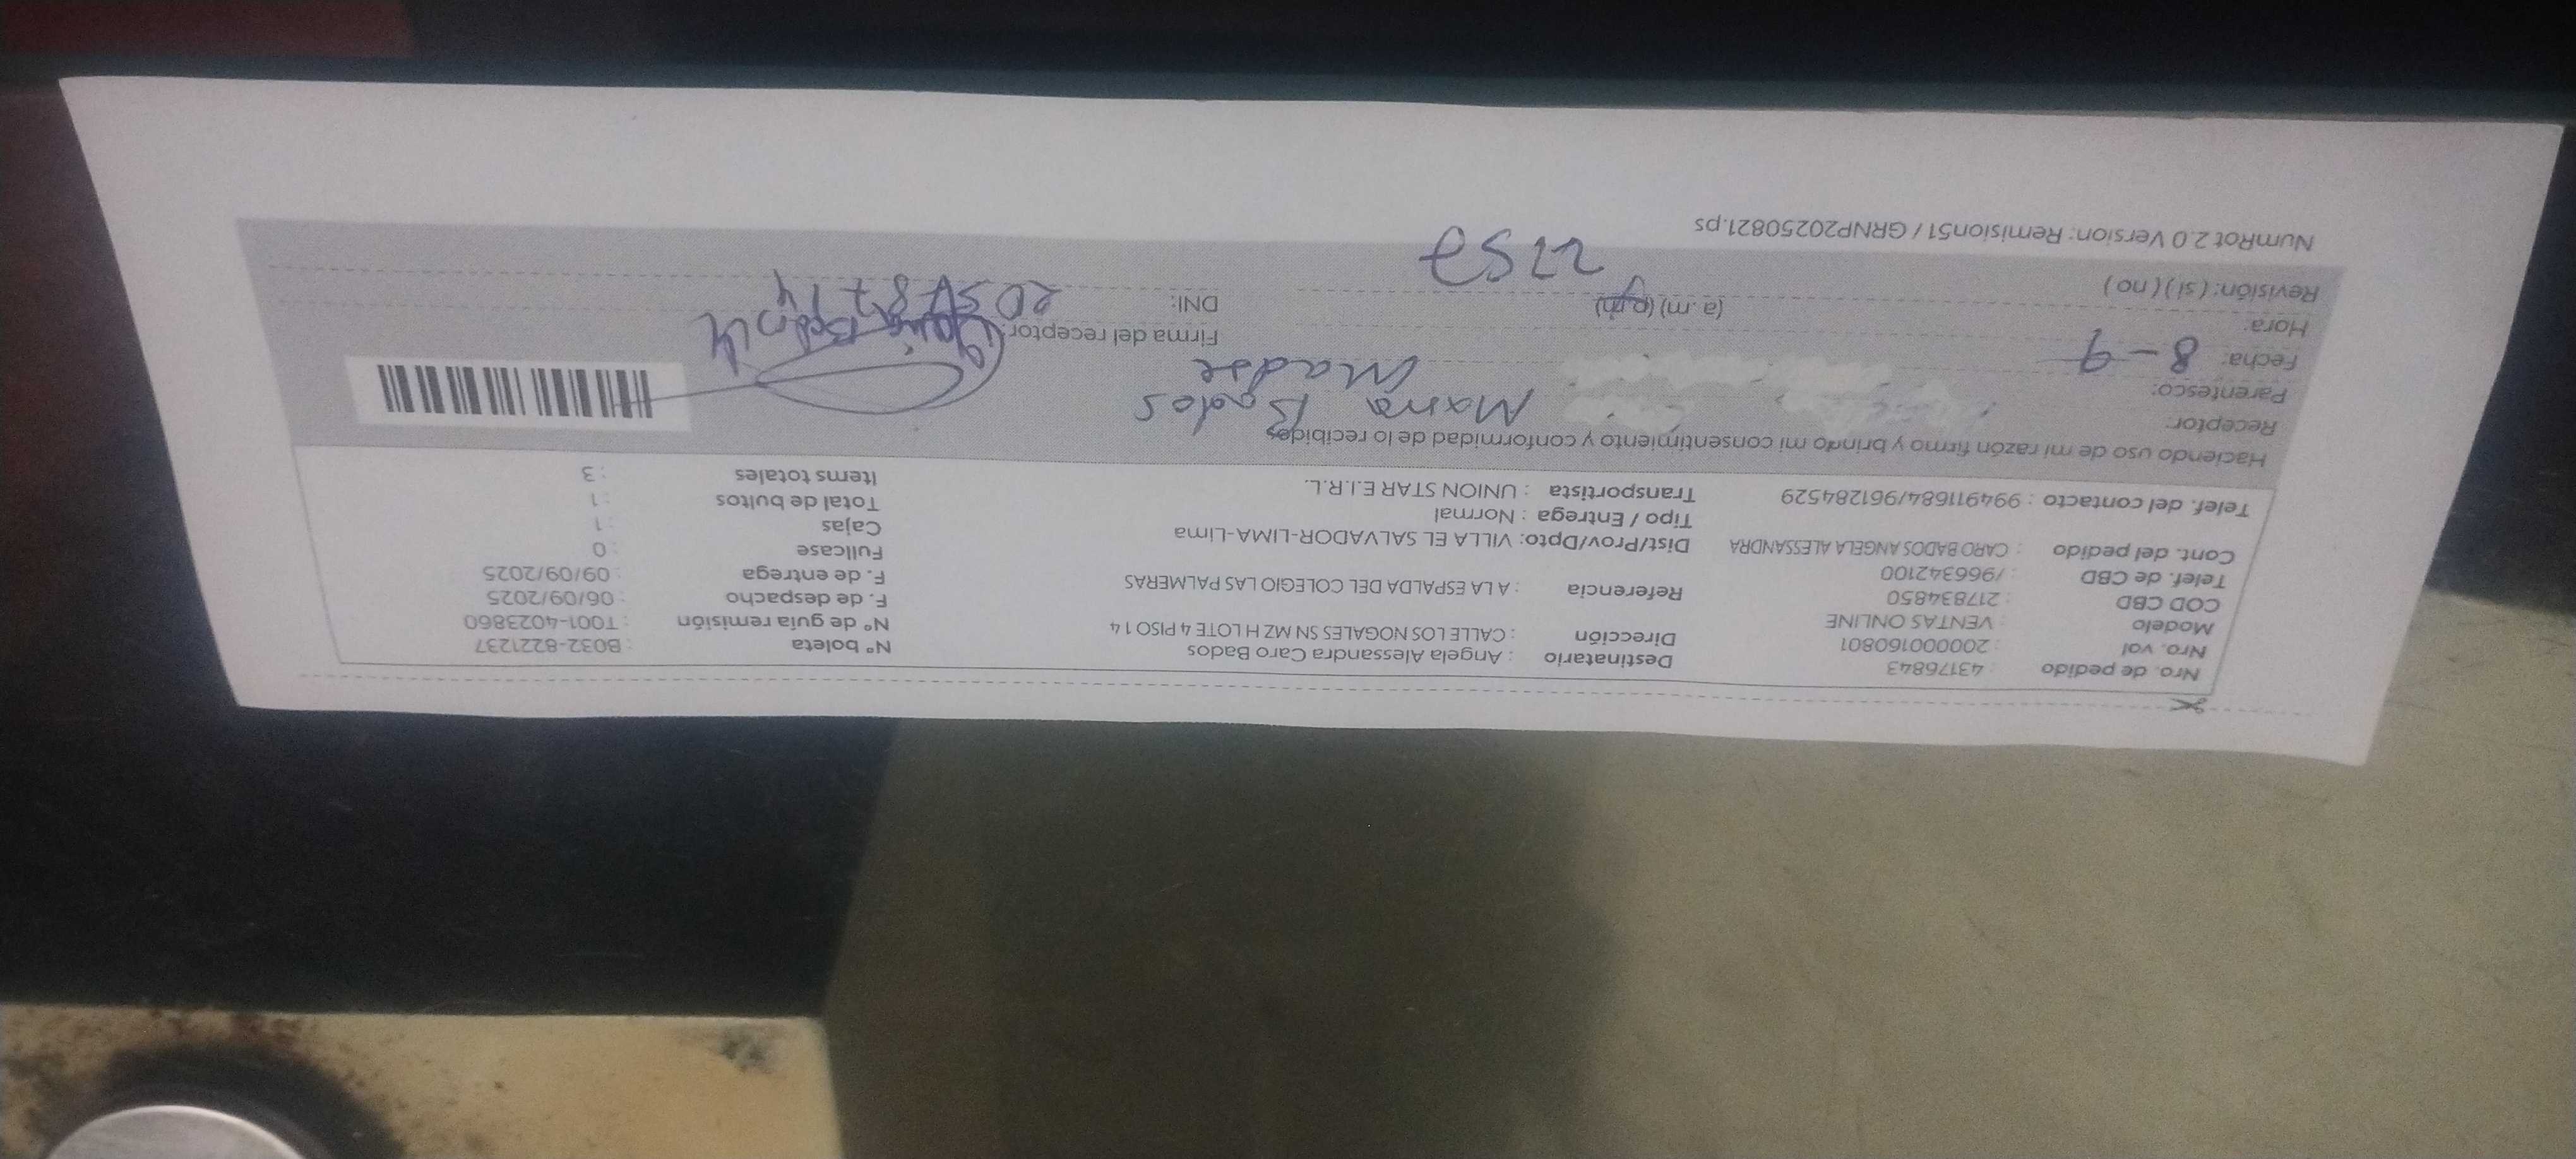 Nro. de pedido : 43176843 Destinatario : Angela Alessandra Caro Bados N° boleta : B032-8221237
Nro. vol : 200000160801 Dirección : CALLE LOS NOGALES SN MZ H LOTE 4 PISO 1 4 N° de guía remisión : T001-4023860
Modelo : VENTAS ONLINE F. de despacho : 06/09/2025
COD CBD : 217834850 Referencia : A LA ESPALDA DEL COLEGIO LAS PALMERAS F. de entrega : 09/09/2025
Telef. de CBD : /966342100 Fullcase : 0
Cont. del pedido : CARO BADOS ANGELA ALESSANDRA Dist/Prov/Dpto: VILLA EL SALVADOR-LIMA-Lima Cajas : 1
Tipo / Entrega : Normal Total de bultos : 1
Telef. del contacto : 994911684/961284529 Transportista : UNION STAR E.I.R.L. Items totales : 3
Haciendo uso de mi razón firmo y brindo mi consentimiento y conformidad de lo recibido
Receptor: Maria Bados
Parentesco: Madre
Fecha: 8-9 Firma del receptor:
Hora: (a.m) (p.m) DNI:
Revisión: ( si ) ( no ) 2257
NumRot 2.0 Version: Remision51 / GRNP20250821.ps